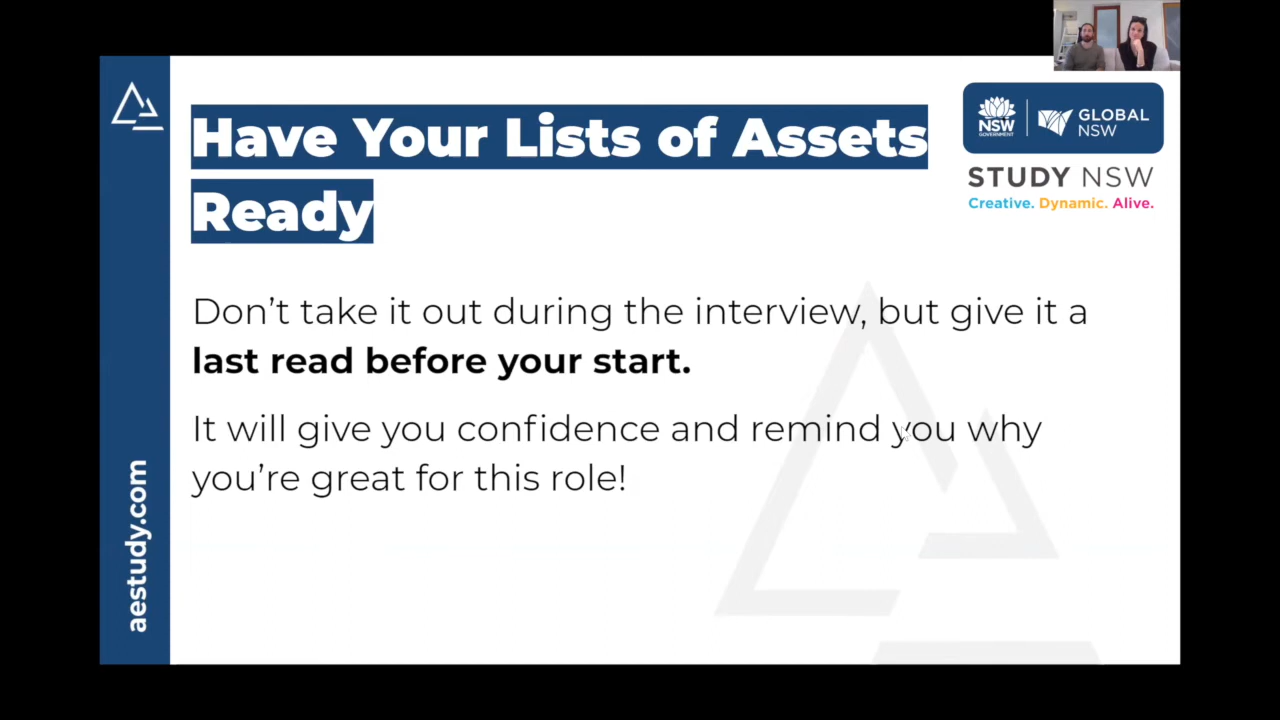 Have Your Lists of Assets
Ready
Don't take it out during the interview, but give it a
last read before your start.
It will give you confidence and remind you why
you're great for this role!
aestudy.com
NSW
GOVERNMENT
GLOBAL
NSW
STUDY NSW
Creative. Dynamic. Alive.